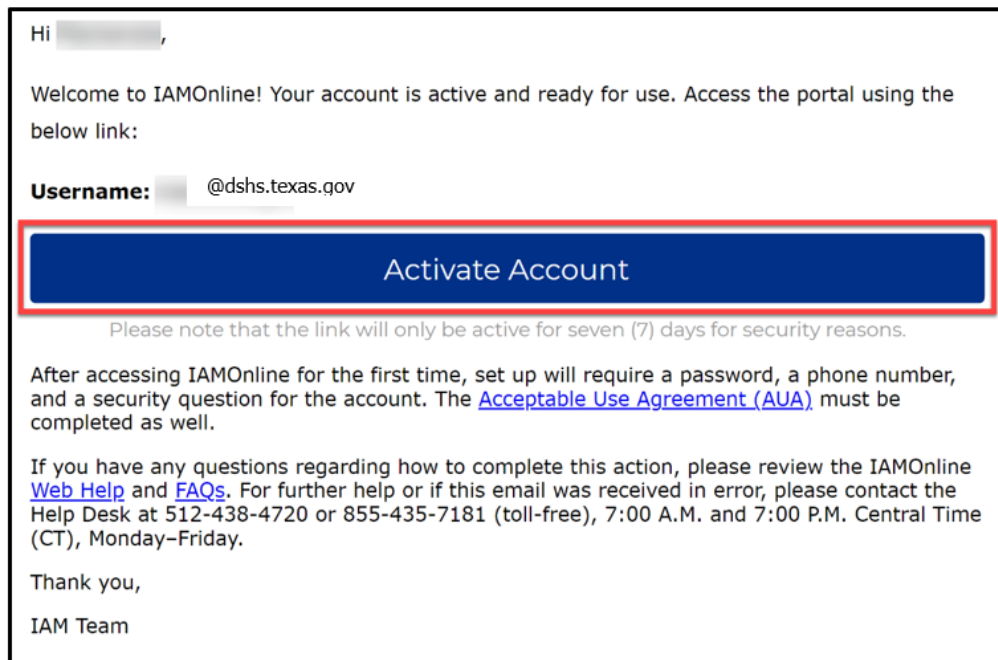 Hi ,
Welcome to IAMOnline! Your account is active and ready for use. Access the portal using the
below link:
Username: @dshs.texas.gov
Activate Account
Please note that the link will only be active for seven (7) days for security reasons.
After accessing IAMOnline for the first time, set up will require a password, a phone number,
and a security question for the account. The Acceptable Use Agreement (AUA) must be
completed as well.
If you have any questions regarding how to complete this action, please review the IAMOnline
Web Help and FAQs. For further help or if this email was received in error, please contact the
Help Desk at 512-438-4720 or 855-435-7181 (toll-free), 7:00 A.M. and 7:00 P.M. Central Time
(CT), Monday–Friday.
Thank you,
IAM Team